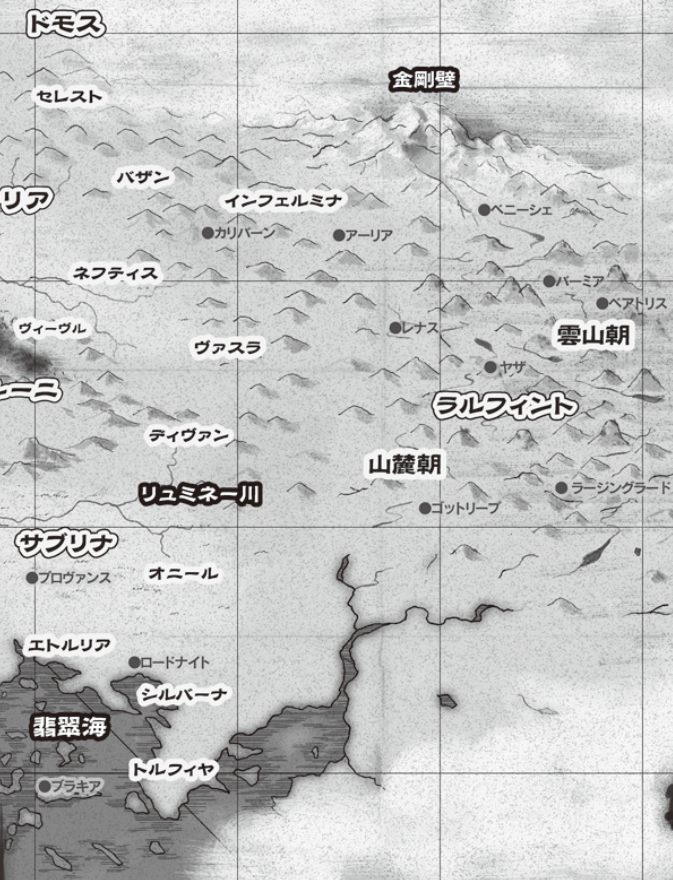 ドモス
金剛壁
セレスト
バザン
リア
インフェルミナ
ベニーシェ
カリバーン
アーリア
ネフティス
バーミア
ベアトリス
ヴィーヴル
レナス
雲山朝
ヴァスラ
ヤザ
レーニ
ラルフィント
ディヴァン
山麓朝
リュミネー川
ラージングラード
ゴットリープ
サブリナ
プロヴァンス
オニール
エトルリア
ロードナイト
シルバーナ
翡翠海
トルフィヤ
ブラキア